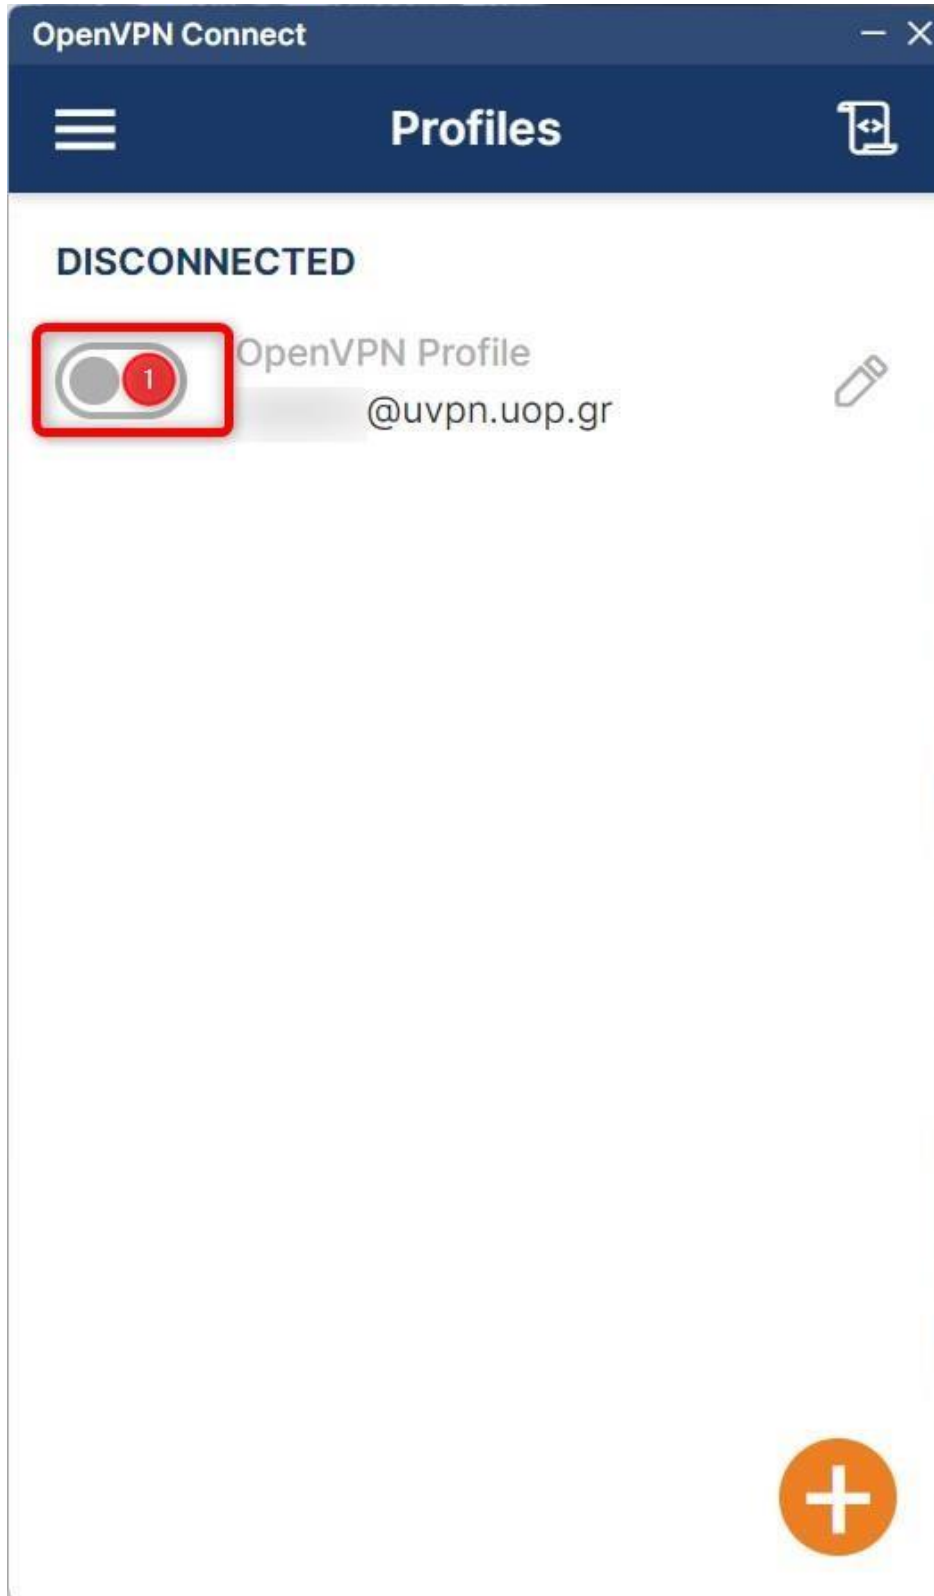 OpenVPN Connect
Profiles
DISCONNECTED
1
OpenVPN Profile
@uvpn.uop.gr